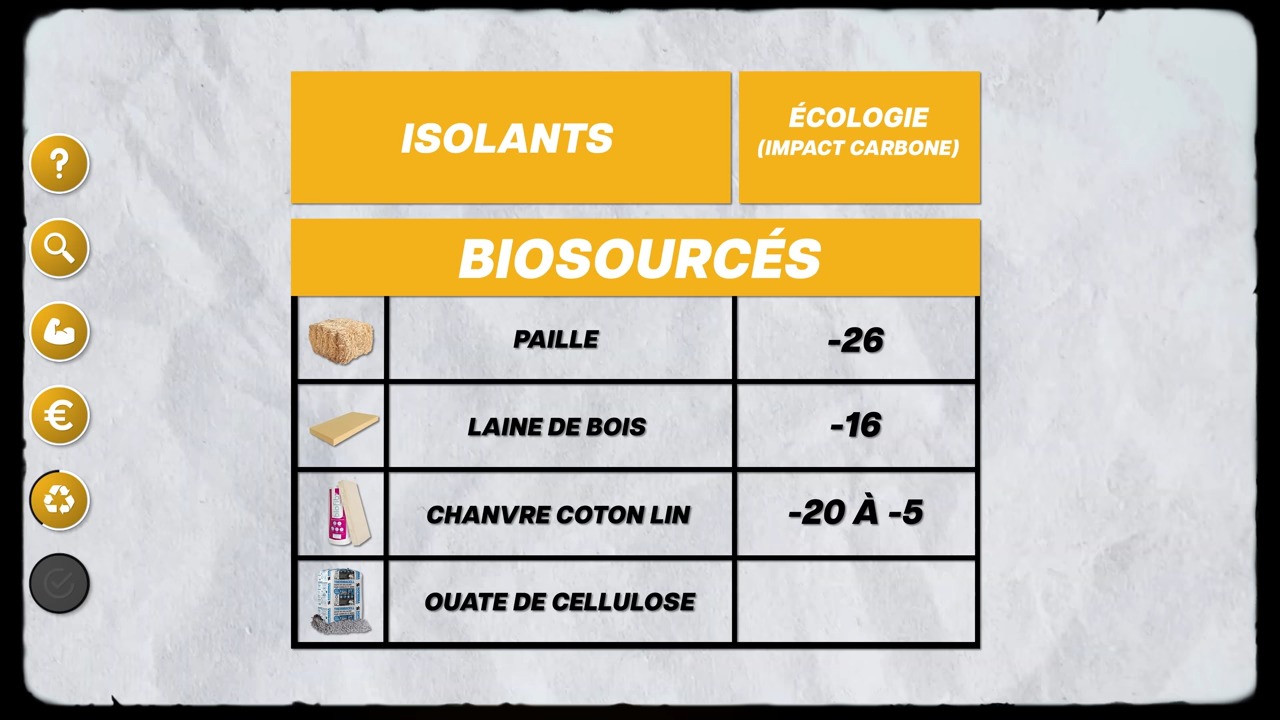 ISOLANTS
ÉCOLOGIE
(IMPACT CARBONE)
BIOSOURCÉS
PAILLE
-26
LAINE DE BOIS
-16
CHANVRE COTON LIN
-20 À -5
OUATE DE CELLULOSE